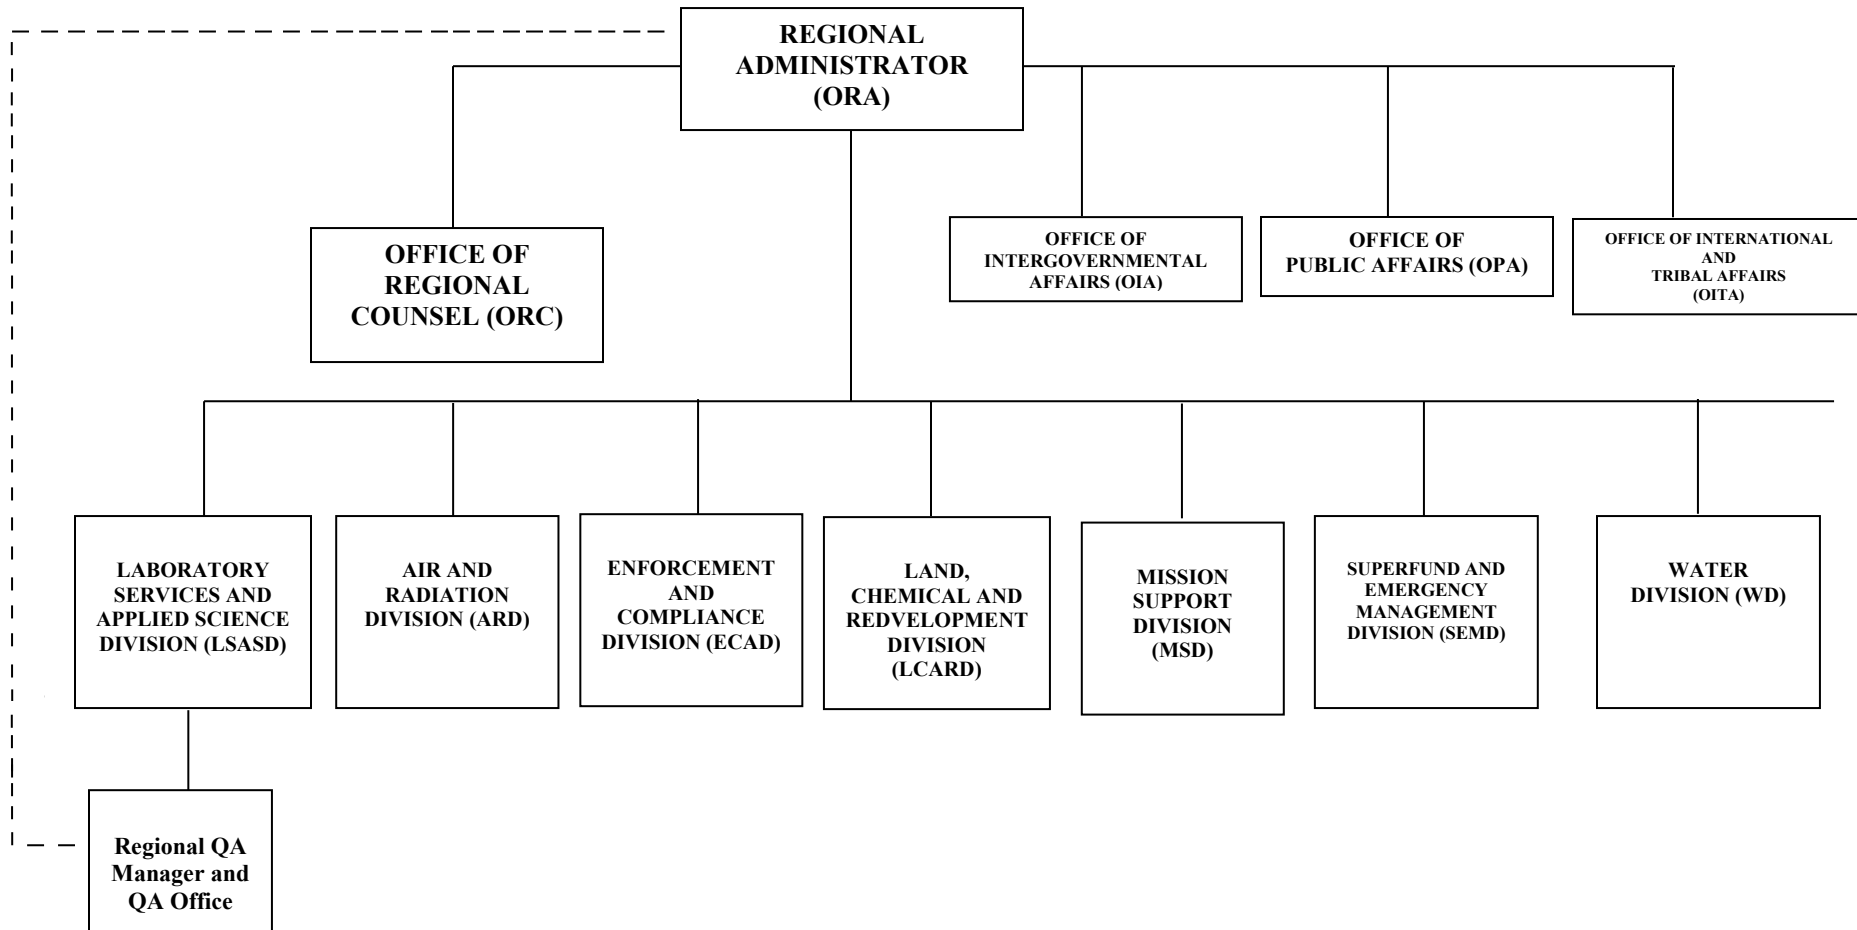 REGIONAL
ADMINISTRATOR
(ORA)
OFFICE OF
REGIONAL
COUNSEL (ORC)
OFFICE OF
INTERGOVERNMENTAL
AFFAIRS (OIA)
OFFICE OF
PUBLIC AFFAIRS (OPA)
OFFICE OF INTERNATIONAL
AND
TRIBAL AFFAIRS
(OITA)
LABORATORY
SERVICES AND
APPLIED SCIENCE
DIVISION (LSASD)
AIR AND
RADIATION
DIVISION (ARD)
ENFORCEMENT
AND
COMPLIANCE
DIVISION (ECAD)
LAND,
CHEMICAL AND
REDVELOPMENT
DIVISION
(LCARD)
MISSION
SUPPORT
DIVISION
(MSD)
SUPERFUND AND
EMERGENCY
MANAGEMENT
DIVISION (SEMD)
WATER
DIVISION (WD)
Regional QA
Manager and
QA Office